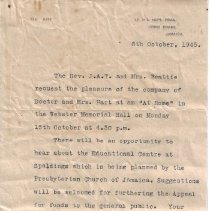 8th October, 1945.
The Rev. J.A.T. and Mrs. Beattie
request the pleasure of the company of
Doctor and Mrs. Hart at an "At Home" in
the Webster Memorial Hall on Monday
15th October at 4.30 p.m.
There will be an opportunity to
hear about the Educational Centre at
Spaldings which is being planned by the
Presbyterian Church of Jamaica. Suggestions
will be welcomed for furthering the Appeal
for funds to the general public. Your